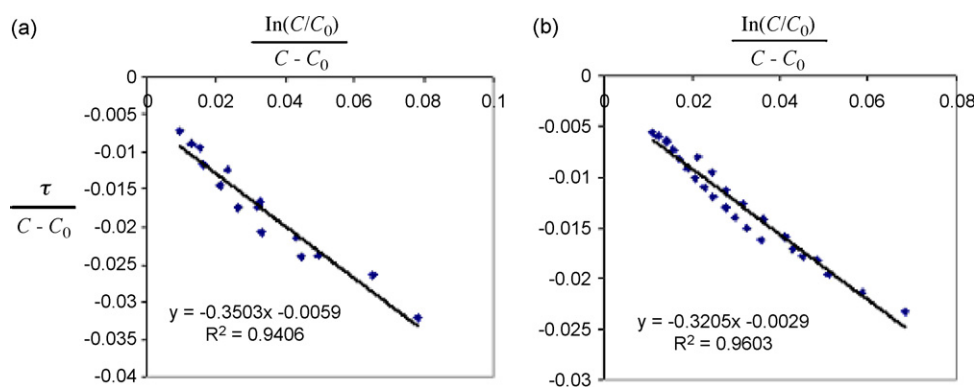 (a)
In(C/C0)
C - C0
0
0 0.02 0.04 0.06 0.08 0.1
-0.005
-0.01
-0.015
-0.02
-0.025
-0.03
-0.035
-0.04
τ
C - C0
y = -0.3503x -0.0059
R² = 0.9406
(b)
In(C/C0)
C - C0
0
0 0.02 0.04 0.06 0.08
-0.005
-0.01
-0.015
-0.02
-0.025
-0.03
y = -0.3205x -0.0029
R² = 0.9603